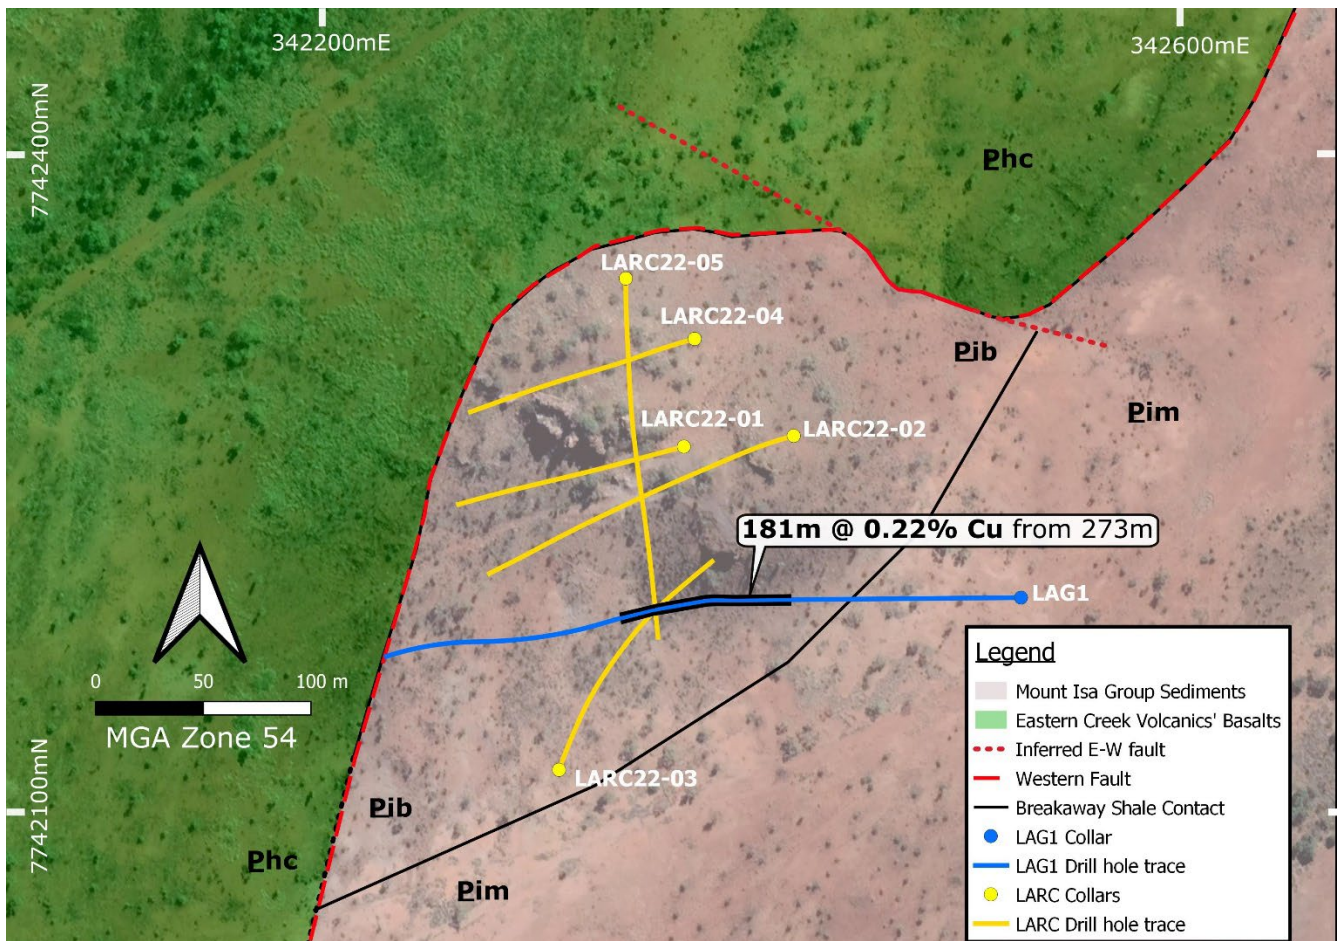 342200mE
342600mE
7742400mN
Phc
LARC22-05
LARC22-04
Pib
Pim
LARC22-01
LARC22-02
181m @ 0.22% Cu from 273m
LAG1
0 50 100 m
MGA Zone 54
LARC22-03
Pib
7742100mN
Phc
Pim
Legend
Mount Isa Group Sediments
Eastern Creek Volcanics' Basalts
Inferred E-W fault
Western Fault
Breakaway Shale Contact
LAG1 Collar
LAG1 Drill hole trace
LARC Collars
LARC Drill hole trace